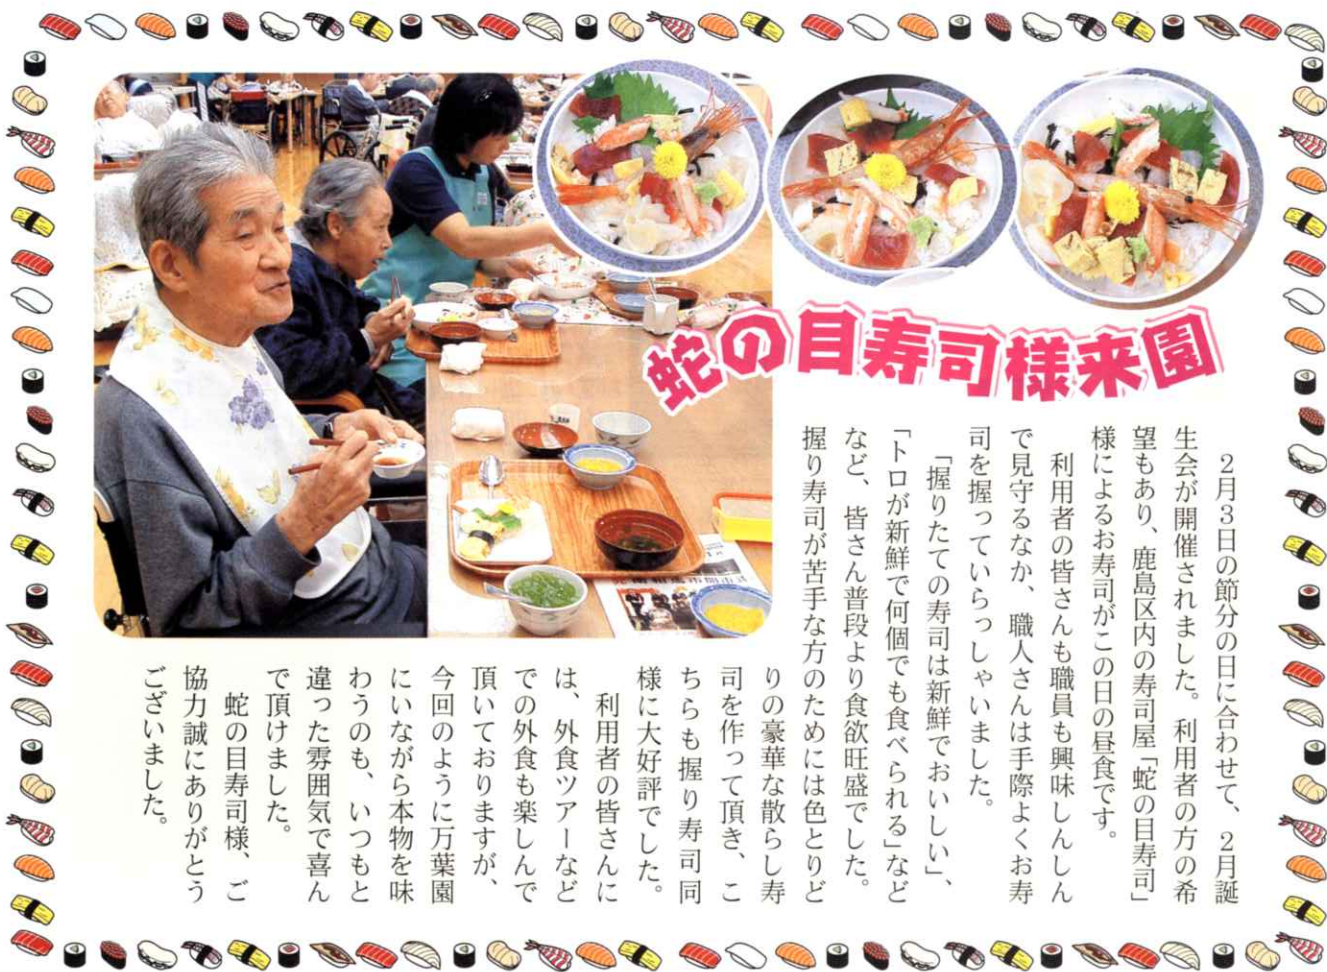 蛇の目寿司様来園
２月３日の節分の日に合わせて、２月誕
生会が開催されました。利用者の方の希
望もあり、鹿島区内の寿司屋「蛇の目寿司」
様によるお寿司がこの日の昼食です。
利用者の皆さんも職員も興味しんしん
で見守るなか、職人さんは手際よくお寿
司を握っていらっしゃいました。
「握りたての寿司は新鮮でおいしい」、
「トロが新鮮で何個でも食べられる」など
など、皆さん普段より食欲旺盛でした。
握り寿司が苦手な方のためには色とりど
りの豪華な散らし寿
司を作って頂き、こ
ちらも握り寿司同
様に大好評でした。
利用者の皆さんに
は、外食ツアーなど
での外食も楽しんで
頂いておりますが、
今回のように万葉園
にいながら本物を味
わうのも、いつもと
違った雰囲気で喜ん
で頂けました。
蛇の目寿司様、ご
協力誠にありがとう
ございました。